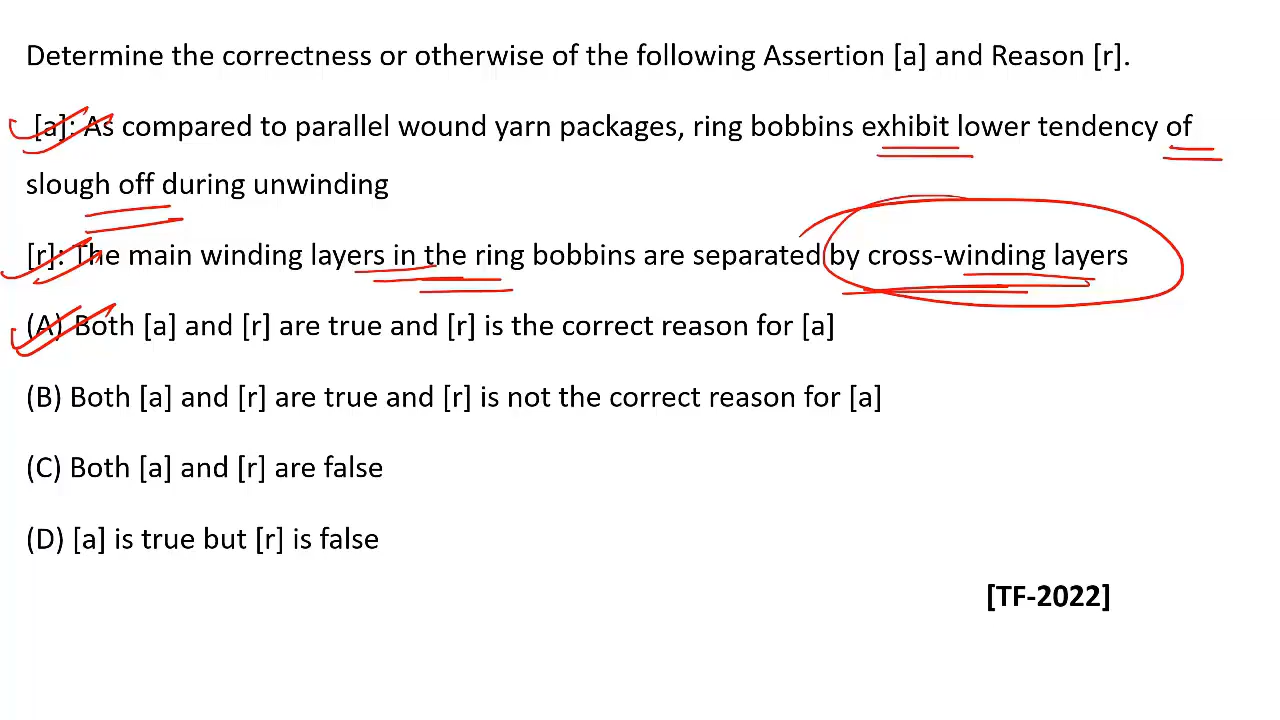 Determine the correctness or otherwise of the following Assertion [a] and Reason [r].
[a]: As compared to parallel wound yarn packages, ring bobbins exhibit lower tendency of
slough off during unwinding
[r]: The main winding layers in the ring bobbins are separated by cross-winding layers
(A) Both [a] and [r] are true and [r] is the correct reason for [a]
(B) Both [a] and [r] are true and [r] is not the correct reason for [a]
(C) Both [a] and [r] are false
(D) [a] is true but [r] is false
[TF-2022]